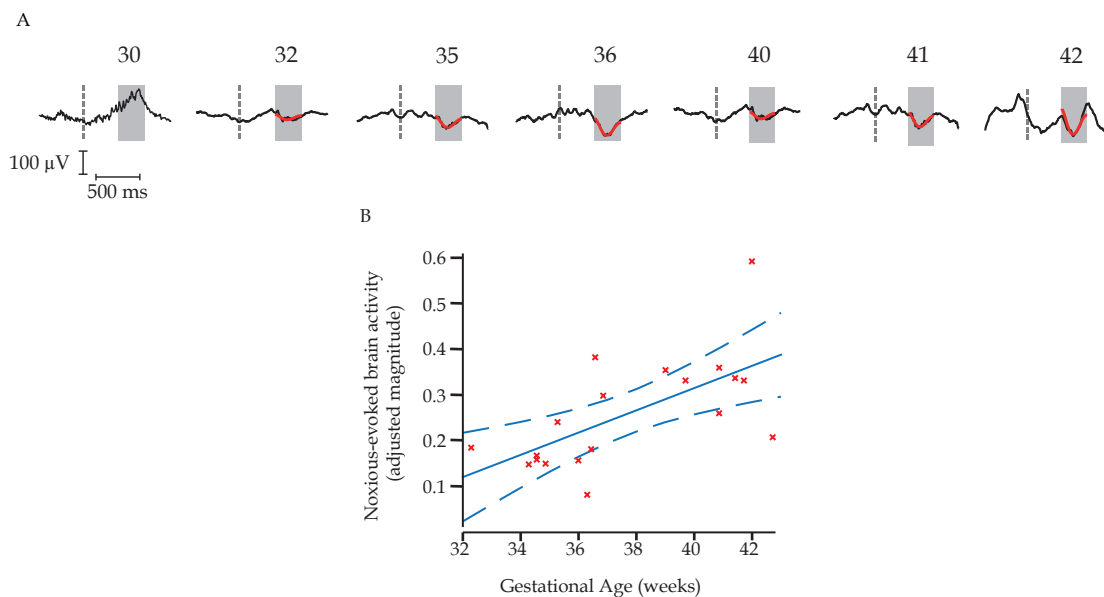 A
30 32 35 36 40 41 42
100 μV
500 ms
B
Noxious-evoked brain activity
(adjusted magnitude)
0.6
0.5
0.4
0.3
0.2
0.1
32 34 36 38 40 42
Gestational Age (weeks)